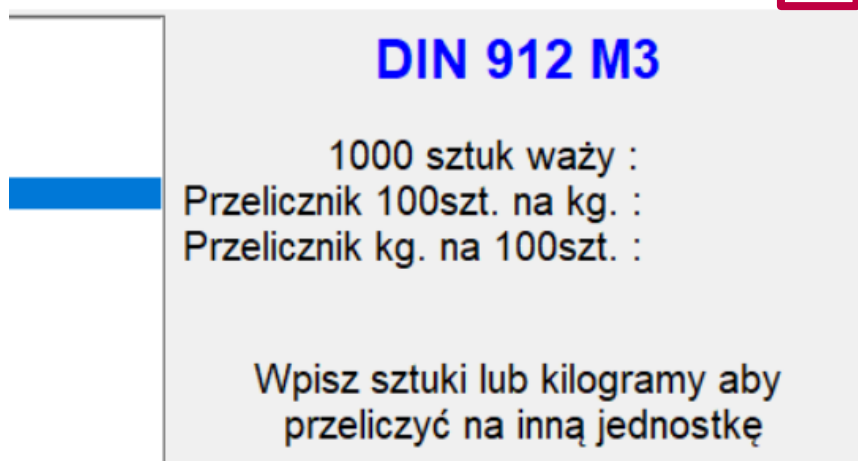 DIN 912 M3
1000 sztuk waży :
Przelicznik 100szt. na kg. :
Przelicznik kg. na 100szt. :
Wpisz sztuki lub kilogramy aby
przeliczyć na inną jednostkę